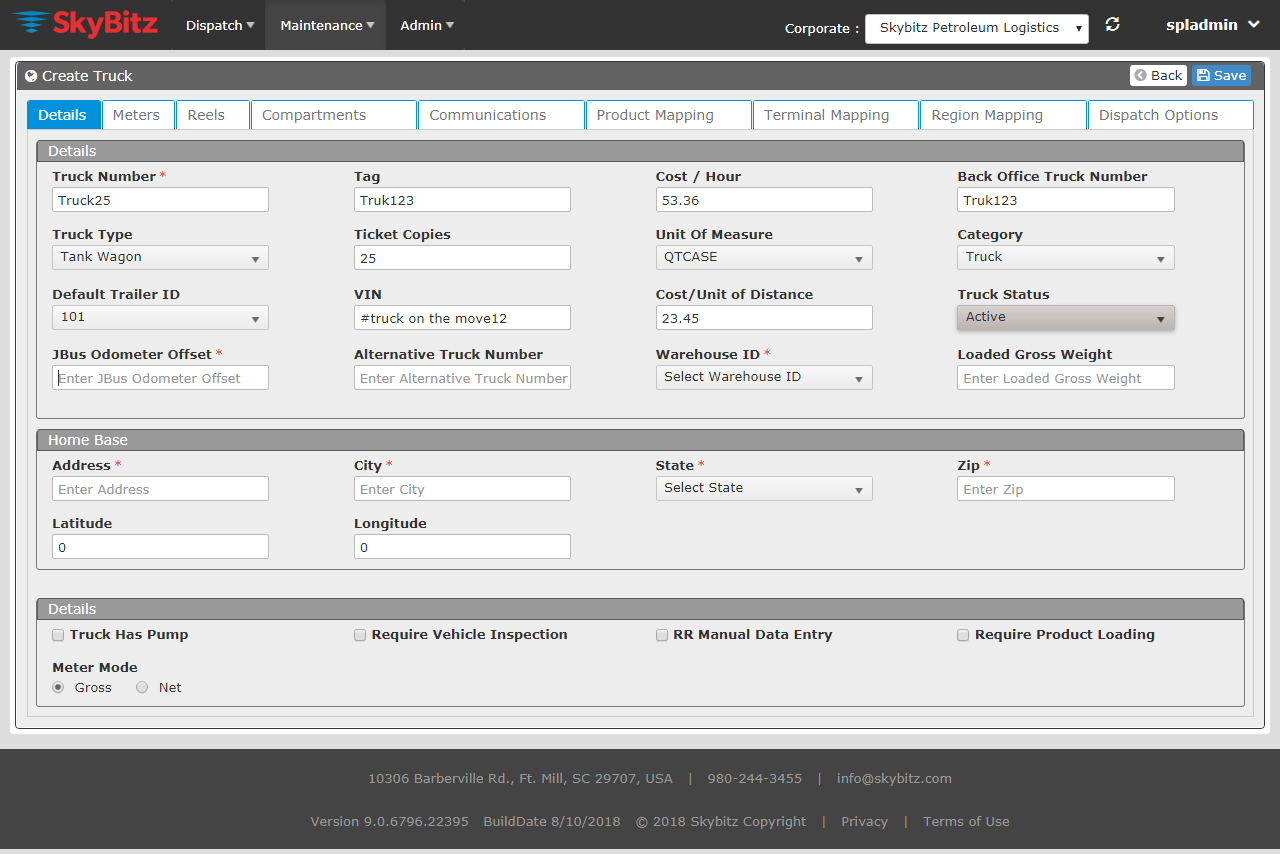 SkyBitz Dispatch Maintenance Admin Corporate : Skybitz Petroleum Logistics spladmin
Create Truck Back Save
Details Meters Reels Compartments Communications Product Mapping Terminal Mapping Region Mapping Dispatch Options
Details
Truck Number * Tag Cost / Hour Back Office Truck Number
Truck25 Truk123 53.36 Truk123
Truck Type Ticket Copies Unit Of Measure Category
Tank Wagon 25 QTCASE Truck
Default Trailer ID VIN Cost/Unit of Distance Truck Status
101 #truck on the move12 23.45 Active
JBus Odometer Offset * Alternative Truck Number Warehouse ID * Loaded Gross Weight
Enter JBus Odometer Offset Enter Alternative Truck Number Select Warehouse ID Enter Loaded Gross Weight
Home Base
Address * City * State * Zip *
Enter Address Enter City Select State Enter Zip
Latitude Longitude
0 0
Details
Truck Has Pump Require Vehicle Inspection RR Manual Data Entry Require Product Loading
Meter Mode
Gross Net
10306 Barberville Rd., Ft. Mill, SC 29707, USA | 980-244-3455 | info@skybitz.com
Version 9.0.6796.22395 BuildDate 8/10/2018 © 2018 Skybitz Copyright | Privacy | Terms of Use